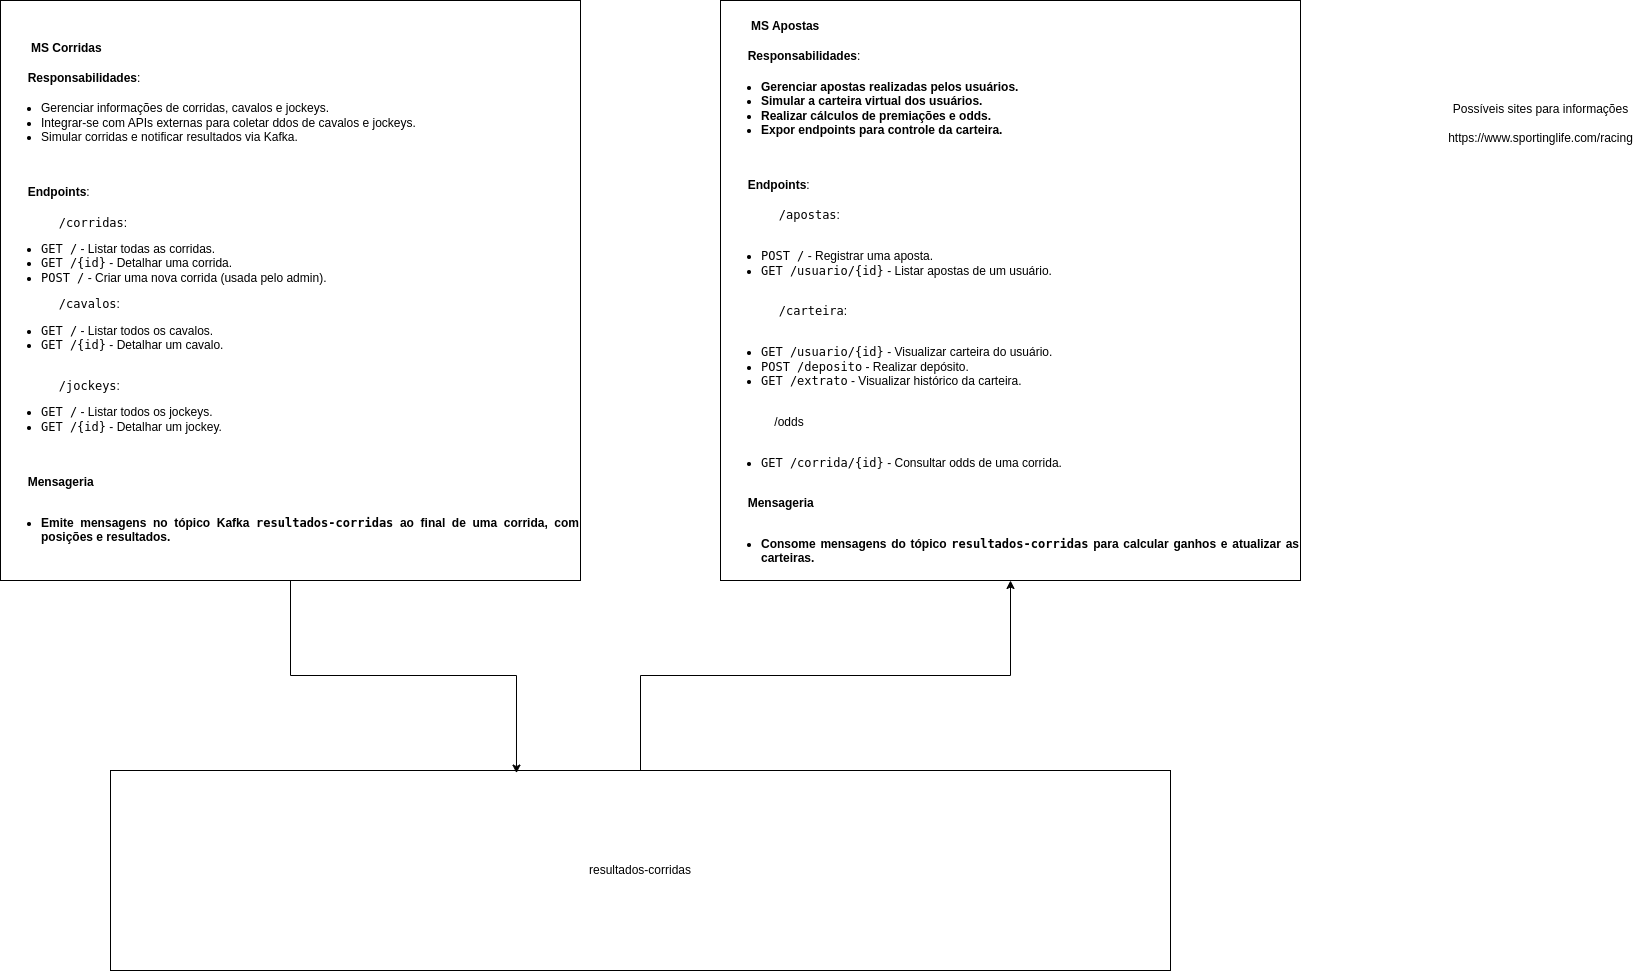 MS Corridas
Responsabilidades:
Gerenciar informações de corridas, cavalos e jockeys.
Integrar-se com APIs externas para coletar ddos de cavalos e jockeys.
Simular corridas e notificar resultados via Kafka.
Endpoints:
/corridas:
GET / - Listar todas as corridas.
GET /{id} - Detalhar uma corrida.
POST / - Criar uma nova corrida (usada pelo admin).
/cavalos:
GET / - Listar todos os cavalos.
GET /{id} - Detalhar um cavalo.
/jockeys:
GET / - Listar todos os jockeys.
GET /{id} - Detalhar um jockey.
Mensageria
Emite mensagens no tópico Kafka resultados-corridas ao final de uma corrida, com
posições e resultados.
MS Apostas
Responsabilidades:
Gerenciar apostas realizadas pelos usuários.
Simular a carteira virtual dos usuários.
Realizar cálculos de premiações e odds.
Expor endpoints para controle da carteira.
Endpoints:
/apostas:
POST / - Registrar uma aposta.
GET /usuario/{id} - Listar apostas de um usuário.
/carteira:
GET /usuario/{id} - Visualizar carteira do usuário.
POST /deposito - Realizar depósito.
GET /extrato - Visualizar histórico da carteira.
/odds
GET /corrida/{id} - Consultar odds de uma corrida.
Mensageria
Consome mensagens do tópico resultados-corridas para calcular ganhos e atualizar as
carteiras.
Possíveis sites para informações
https://www.sportinglife.com/racing
resultados-corridas